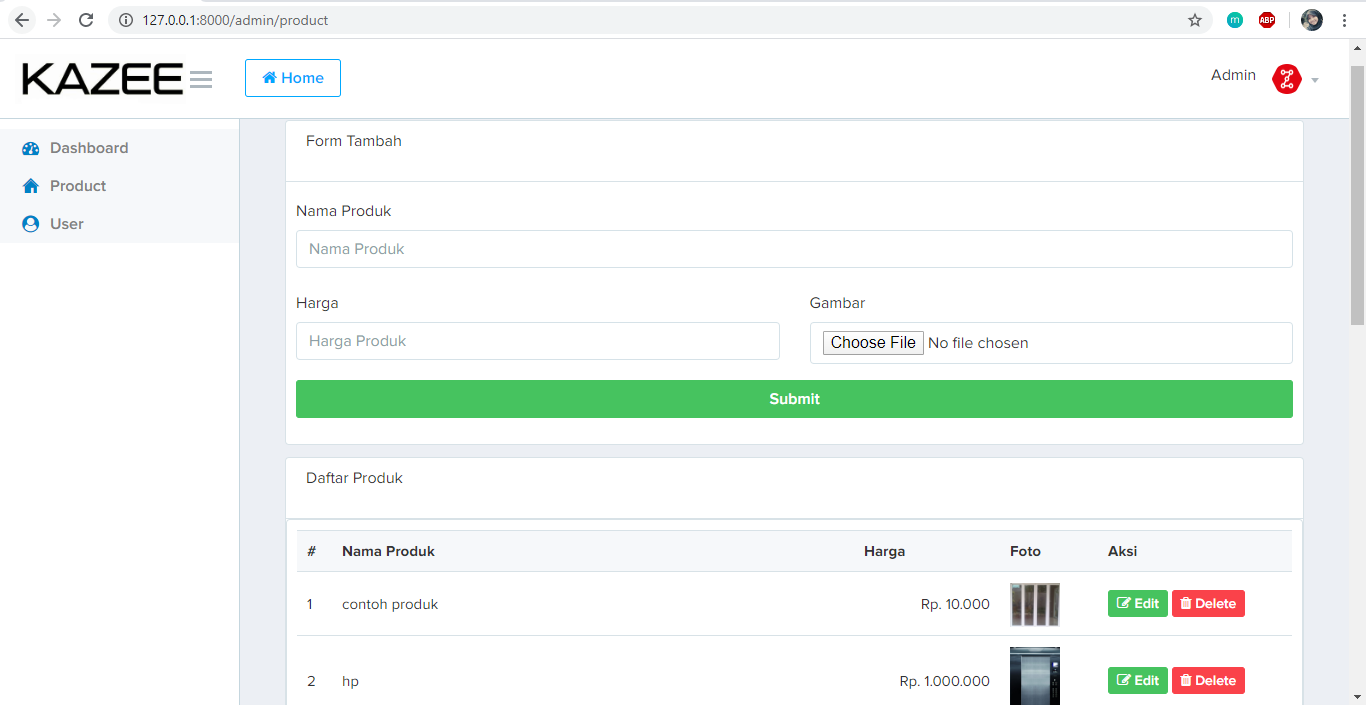 127.0.0.1:8000/admin/product
m
ABP
KAZEE
Home
Admin
Dashboard
Product
User
Form Tambah
Nama Produk
Nama Produk
Harga
Gambar
Harga Produk
Choose File No file chosen
Submit
Daftar Produk
# Nama Produk Harga Foto Aksi
1 contoh produk Rp. 10.000 Edit Delete
2 hp Rp. 1.000.000 Edit Delete